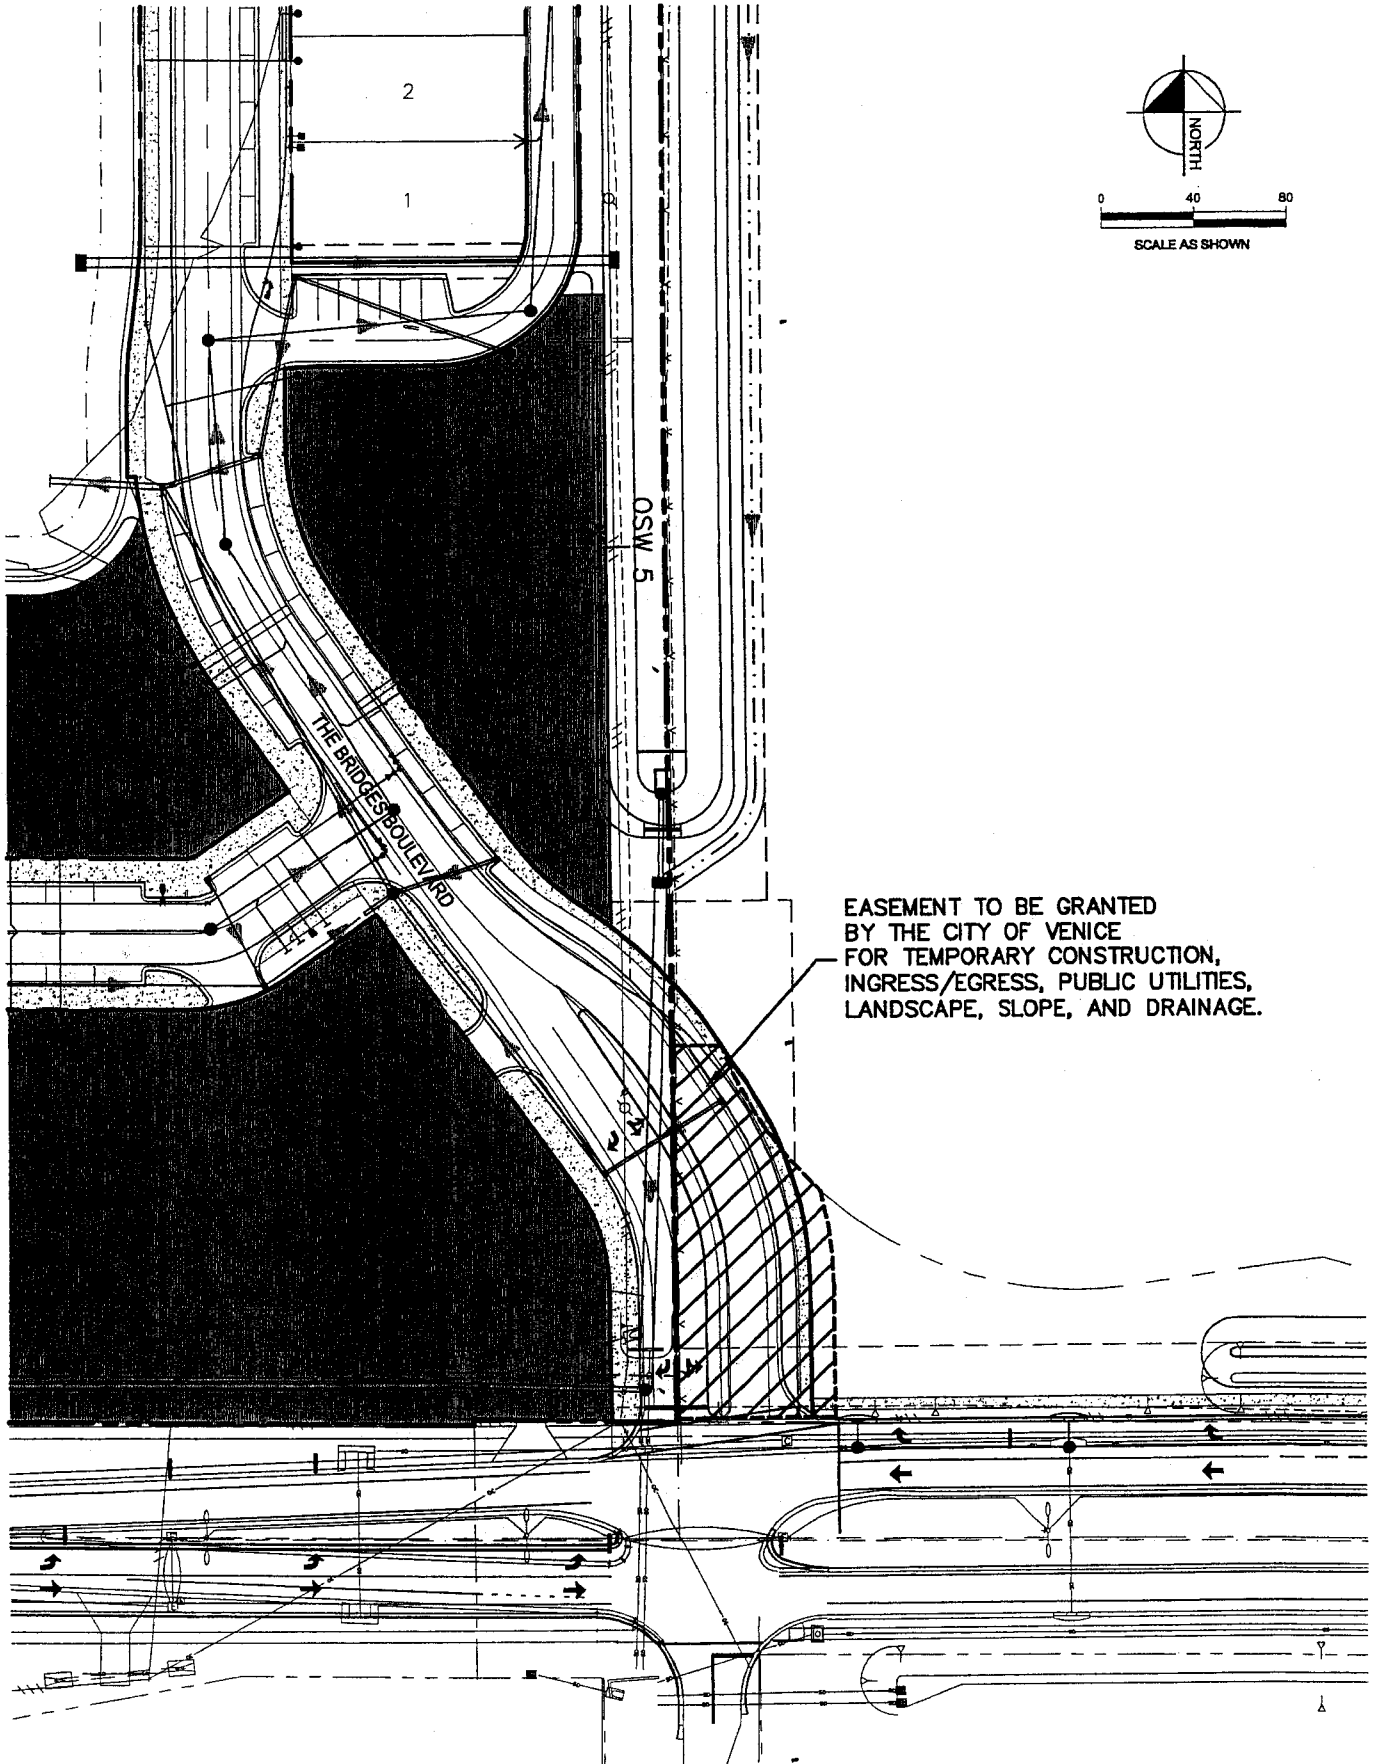 2
NORTH
1
0 40 80
SCALE AS SHOWN
OSW 5
THE BRIDGES BOULEVARD
EASEMENT TO BE GRANTED
BY THE CITY OF VENICE
FOR TEMPORARY CONSTRUCTION,
INGRESS/EGRESS, PUBLIC UTILITIES,
LANDSCAPE, SLOPE, AND DRAINAGE.